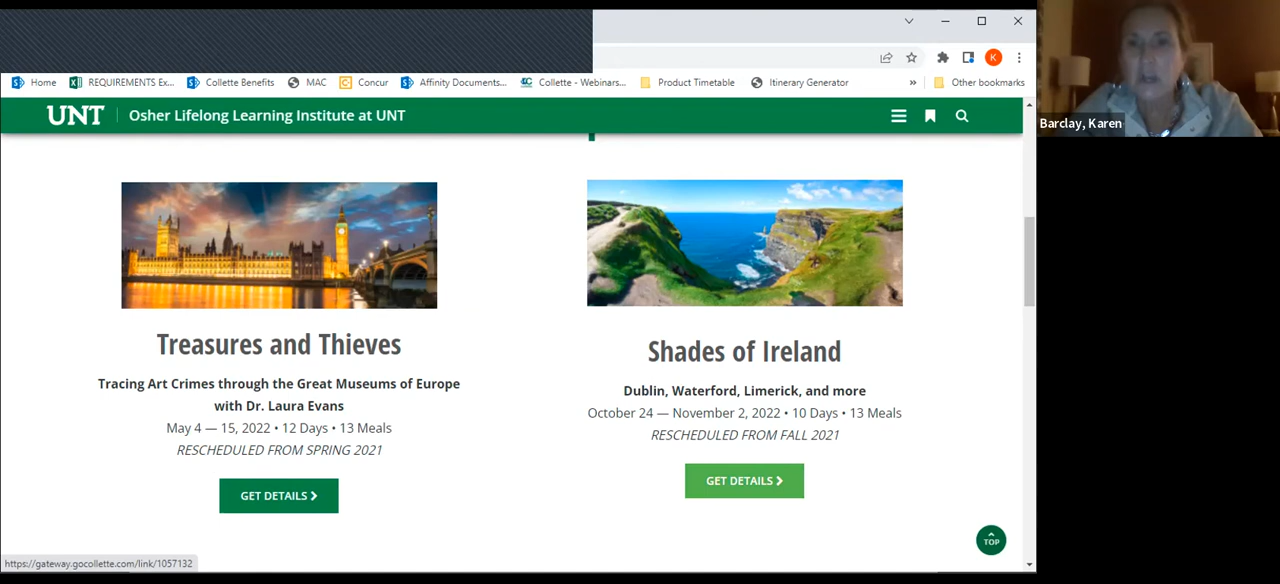 K
Home
REQUIREMENTS Ex...
Collette Benefits
MAC
Concur
Affinity Documents...
Collette - Webinars...
Product Timetable
Itinerary Generator
»
Other bookmarks
UNT
Osher Lifelong Learning Institute at UNT
Barclay, Karen
Treasures and Thieves
Tracing Art Crimes through the Great Museums of Europe
with Dr. Laura Evans
May 4 — 15, 2022 • 12 Days • 13 Meals
RESCHEDULED FROM SPRING 2021
GET DETAILS
Shades of Ireland
Dublin, Waterford, Limerick, and more
October 24 — November 2, 2022 • 10 Days • 13 Meals
RESCHEDULED FROM FALL 2021
GET DETAILS
TOP
https://gateway.gocollette.com/link/1057132